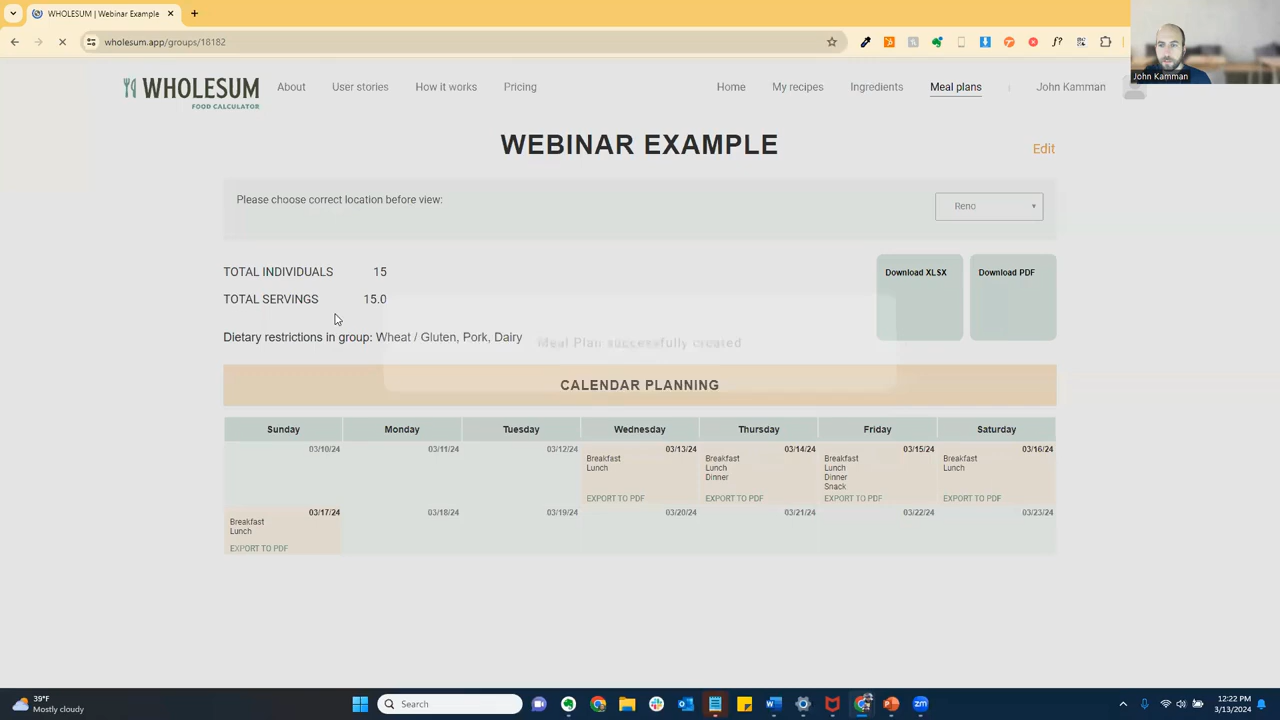 WHOLESUM | Webinar Example
wholesum.app/groups/18182
John Kamman
WHOLESUM
FOOD CALCULATOR
About User stories How it works Pricing Home My recipes Ingredients Meal plans John Kamman
WEBINAR EXAMPLE
Edit
Please choose correct location before view:
Reno
TOTAL INDIVIDUALS 15
TOTAL SERVINGS 15.0
Download XLSX Download PDF
Dietary restrictions in group: Wheat / Gluten, Pork, Dairy
Meal Plan successfully created
CALENDAR PLANNING
Sunday Monday Tuesday Wednesday Thursday Friday Saturday
03/10/24 03/11/24 03/12/24 03/13/24 03/14/24 03/15/24 03/16/24
Breakfast Breakfast Breakfast Breakfast
Lunch Lunch Lunch Lunch
Dinner Dinner
Snack
EXPORT TO PDF EXPORT TO PDF EXPORT TO PDF EXPORT TO PDF
03/17/24 03/18/24 03/19/24 03/20/24 03/21/24 03/22/24 03/23/24
Breakfast
Lunch
EXPORT TO PDF
39°F
Mostly cloudy
Search
12:22 PM
3/13/2024